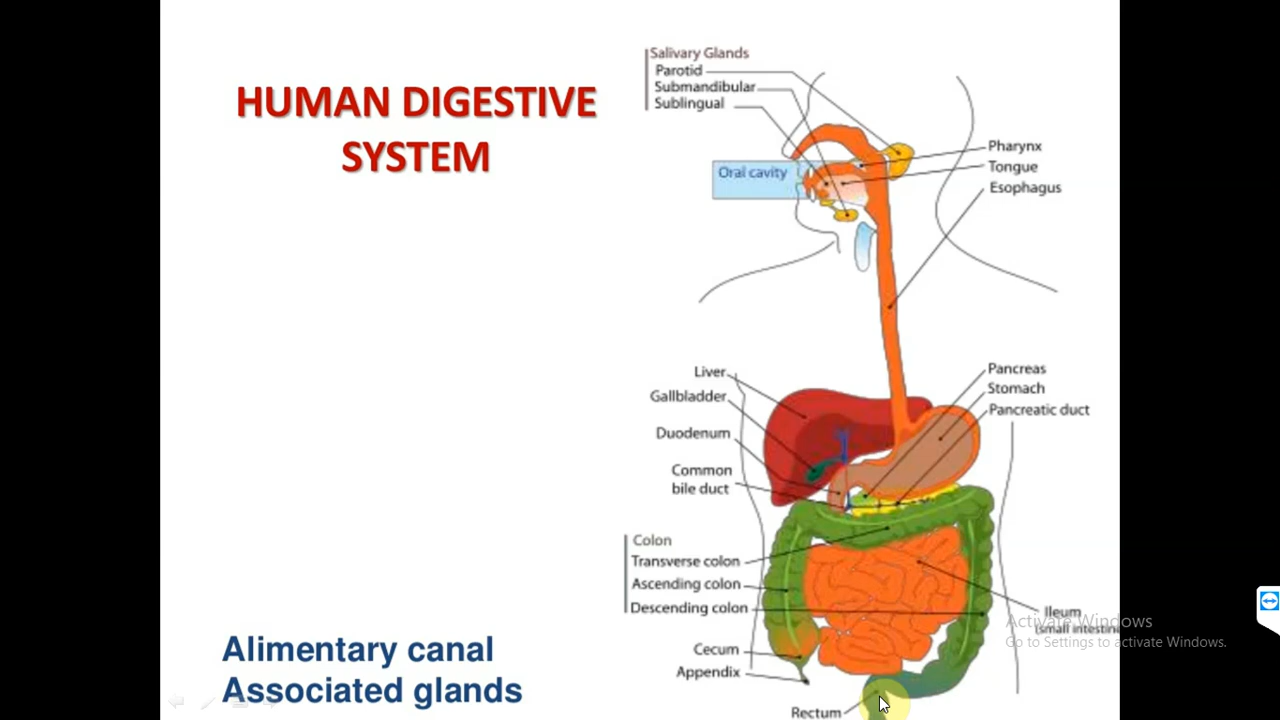 HUMAN DIGESTIVE
SYSTEM
Salivary Glands
Parotid
Submandibular
Sublingual
Oral cavity
Pharynx
Tongue
Esophagus
Liver
Gallbladder
Duodenum
Common
bile duct
Pancreas
Stomach
Pancreatic duct
Colon
Transverse colon
Ascending colon
Descending colon
Cecum
Appendix
Rectum
Ileum
(small intestin
Activate Windows
Go to Settings to activate Windows.
Alimentary canal
Associated glands